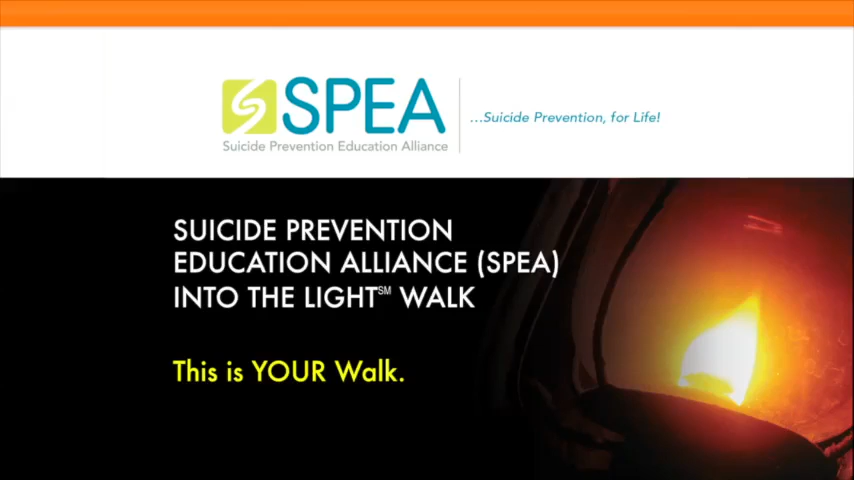 SPEA
Suicide Prevention Education Alliance
...Suicide Prevention, for Life!
SUICIDE PREVENTION
EDUCATION ALLIANCE (SPEA)
INTO THE LIGHT℠ WALK
This is YOUR Walk.